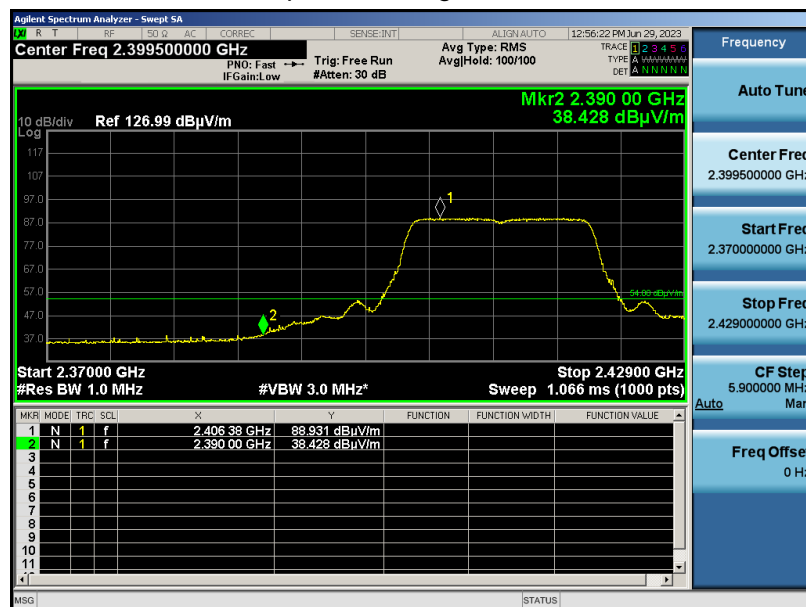 Agilent Spectrum Analyzer - Swept SA
LXI R T RF 50 Ω AC CORREC SENSE:INT ALIGN AUTO 12:56:22 PM Jun 29, 2023
Center Freq 2.399500000 GHz
PNO: Fast
IFGain:Low
Trig: Free Run
#Atten: 30 dB
Avg Type: RMS
Avg|Hold: 100/100
TRACE 1 2 3 4 5 6
TYPE A WWWWW
DET A N N N N N
Mkr2 2.390 00 GHz
38.428 dBµV/m
10 dB/div Ref 126.99 dBµV/m
Log
117
107
97.0
87.0
77.0
67.0
57.0
47.0
37.0
1
2
54.00 dBµV/m
Start 2.37000 GHz Stop 2.42900 GHz
#Res BW 1.0 MHz #VBW 3.0 MHz* Sweep 1.066 ms (1000 pts)
MKR MODE TRC SCL X Y FUNCTION FUNCTION WIDTH FUNCTION VALUE
1 N 1 f 2.406 38 GHz 88.931 dBµV/m
2 N 1 f 2.390 00 GHz 38.428 dBµV/m
3
4
5
6
7
8
9
10
11
MSG STATUS
Frequency
Auto Tune
Center Freq
2.399500000 GHz
Start Freq
2.370000000 GHz
Stop Freq
2.429000000 GHz
CF Step
5.900000 MHz
Auto Man
Freq Offset
0 Hz